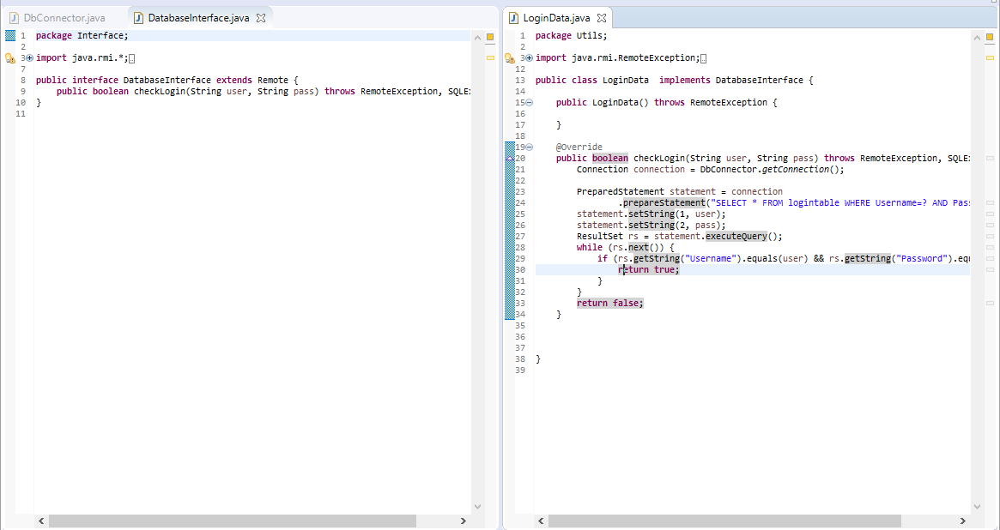 DbConnector.java
DatabaseInterface.java
1 package Interface;
2
3 import java.rmi.*;
7
8 public interface DatabaseInterface extends Remote {
9 public boolean checkLogin(String user, String pass) throws RemoteException, SQLEx
10 }
11
LoginData.java
1 package Utils;
2
3 import java.rmi.RemoteException;
12
13 public class LoginData  implements DatabaseInterface {
14
15 public LoginData() throws RemoteException {
16
17 }
18
19 @Override
20 public boolean checkLogin(String user, String pass) throws RemoteException, SQLEx
21 Connection connection = DbConnector.getConnection();
22
23 PreparedStatement statement = connection
24 .prepareStatement("SELECT * FROM logintable WHERE Username=? AND Pass
25 statement.setString(1, user);
26 statement.setString(2, pass);
27 ResultSet rs = statement.executeQuery();
28 while (rs.next()) {
29 if (rs.getString("Username").equals(user) && rs.getString("Password").equ
30 return true;
31 }
32 }
33 return false;
34 }
35
36
37
38 }
39